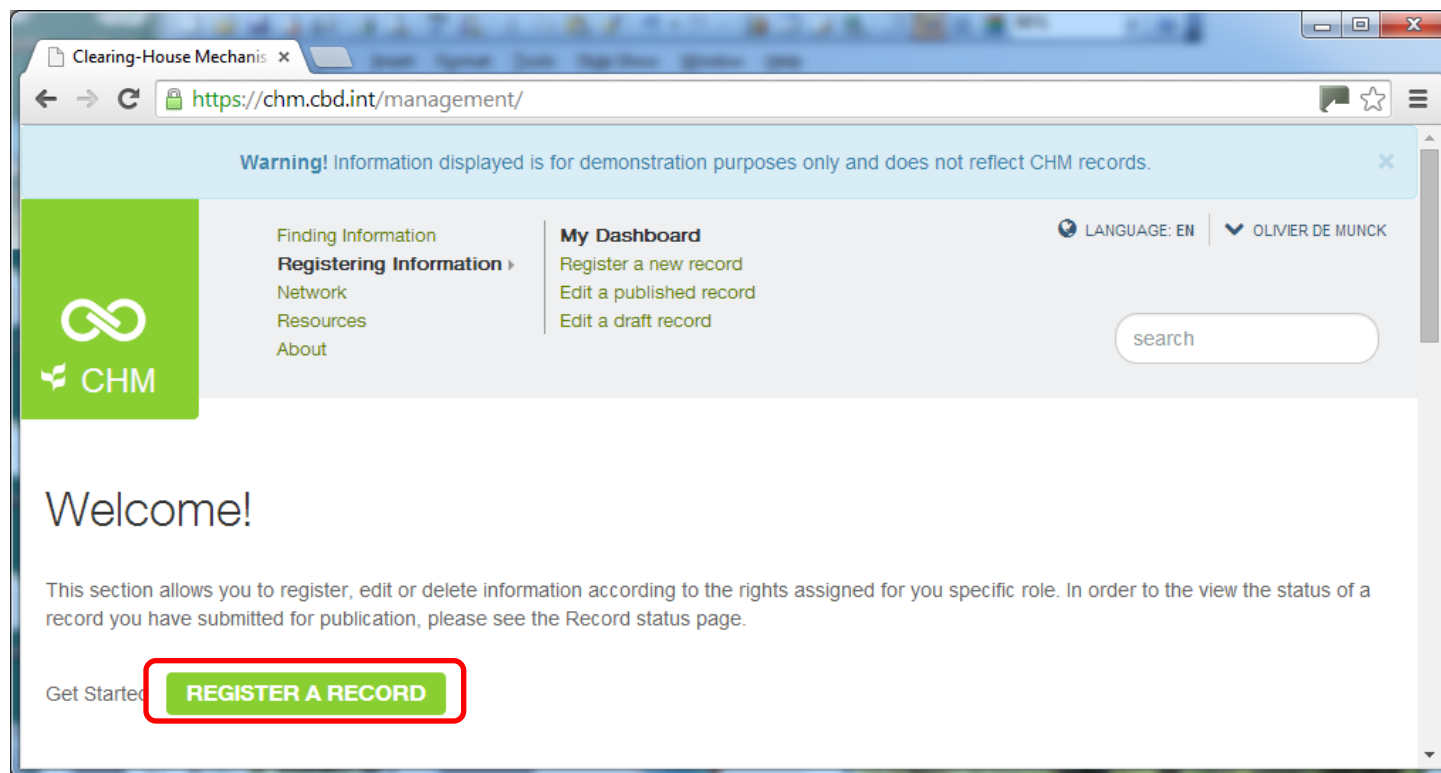 Clearing-House Mechanis
https://chm.cbd.int/management/
Warning! Information displayed is for demonstration purposes only and does not reflect CHM records.
CHM
Finding Information
Registering Information
Network
Resources
About
My Dashboard
Register a new record
Edit a published record
Edit a draft record
LANGUAGE: EN
OLIVIER DE MUNCK
search
Welcome!
This section allows you to register, edit or delete information according to the rights assigned for you specific role. In order to the view the status of a
record you have submitted for publication, please see the Record status page.
Get Started REGISTER A RECORD